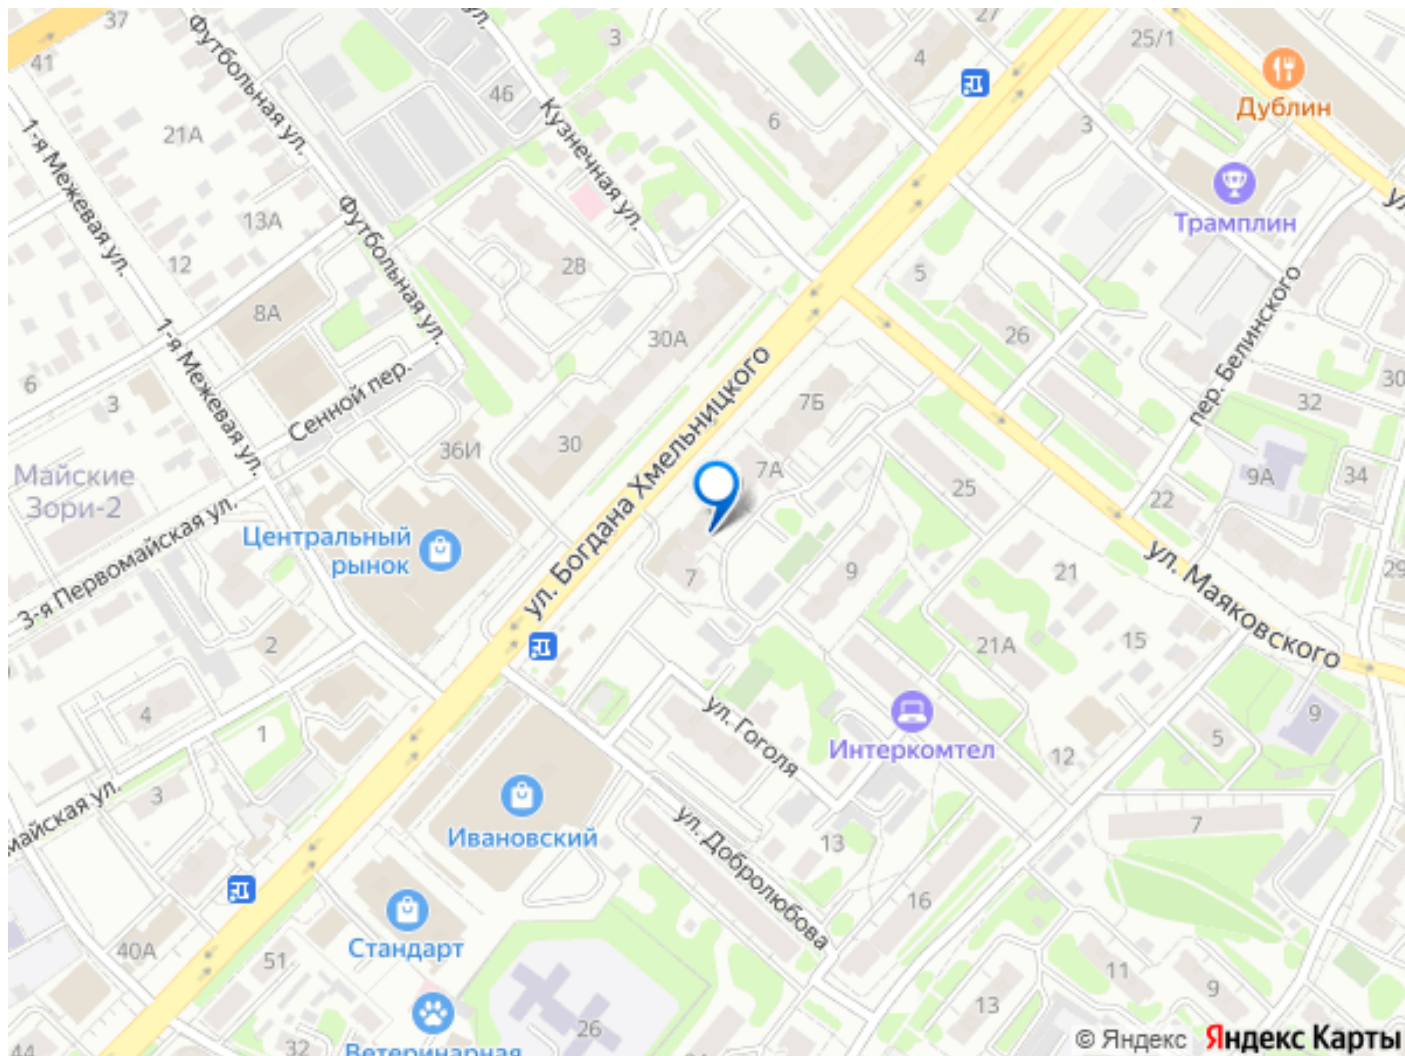 37
Футбольная ул.
ул.
3
27
4
25/1
41
46
Кузнечная ул.
6
3
Дублин
1-я Межевая ул.
21А
Трамплин
ул.
13А
Футбольная ул.
12
28
5
пер. Белинского
8А
1-я Межевая ул.
30А
26
6
3
Сенной пер.
7Б
32
30
36И
30
ул. Богдана Хмельницкого
7А
9А
34
Майские
Зори-2
25
22
3-я Первомайская ул.
Центральный
рынок
7
9
21
ул. Маяковского
29
2
21А
15
4
1
ул. Гоголя
Интеркомтел
12
5
9
майская ул.
3
Ивановский
ул. Добролюбова
13
7
16
40А
51
Стандарт
11
9
13
26
44
32
Ветеринарная
© Яндекс Яндекс Карты